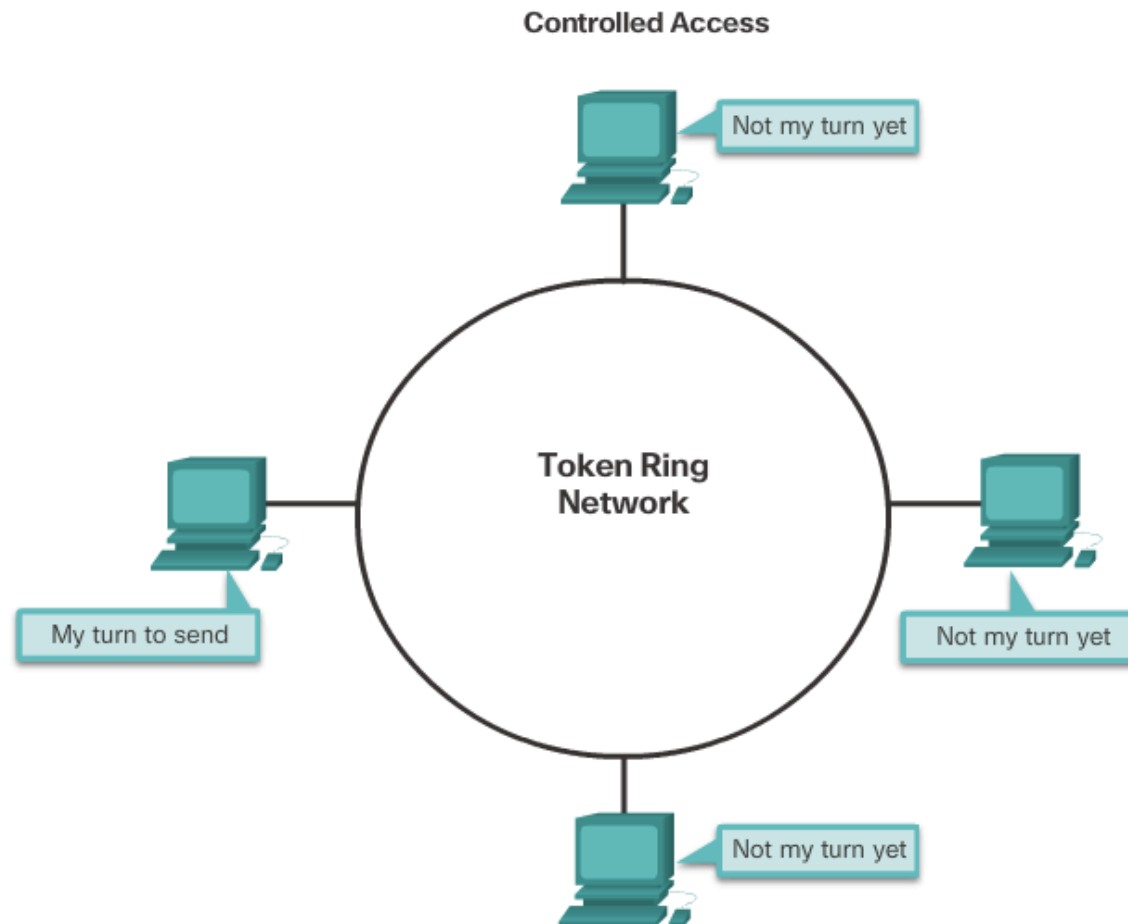 Controlled Access
Not my turn yet
Token Ring
Network
My turn to send
Not my turn yet
Not my turn yet